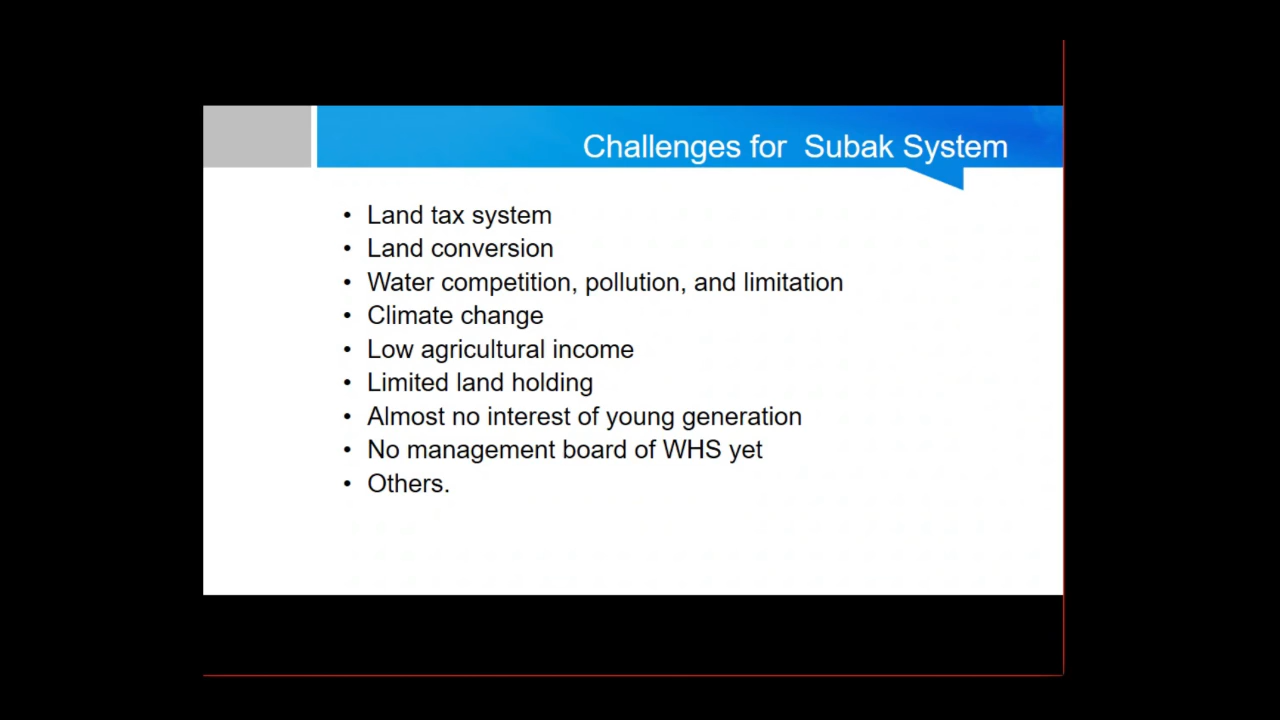 Challenges for  Subak System
• Land tax system
• Land conversion
• Water competition, pollution, and limitation
• Climate change
• Low agricultural income
• Limited land holding
• Almost no interest of young generation
• No management board of WHS yet
• Others.